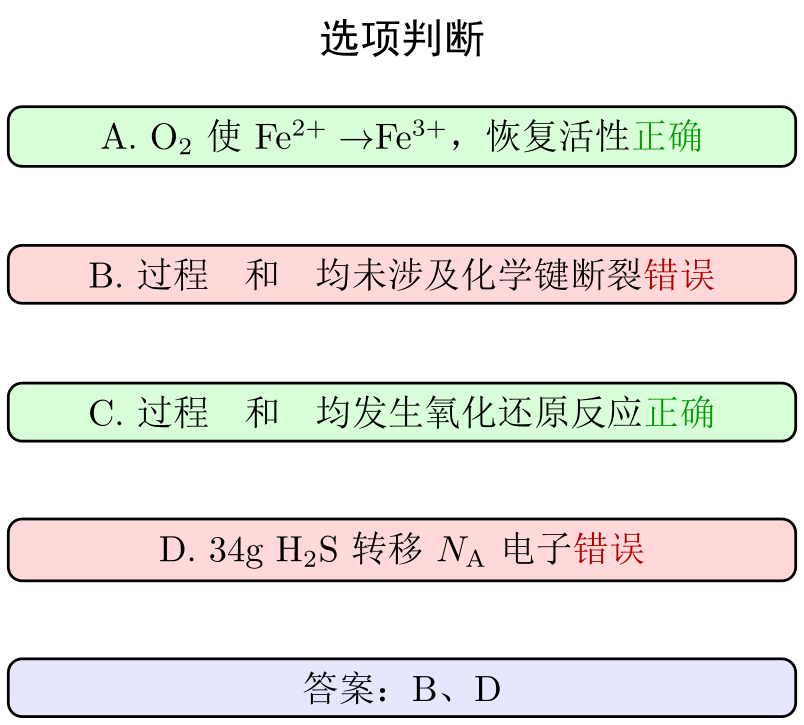 选项判断
A. O₂ 使 Fe²⁺ →Fe³⁺，恢复活性正确
B. 过程 和 均未涉及化学键断裂错误
C. 过程 和 均发生氧化还原反应正确
D. 34g H₂S 转移 N_A 电子错误
答案：B、D